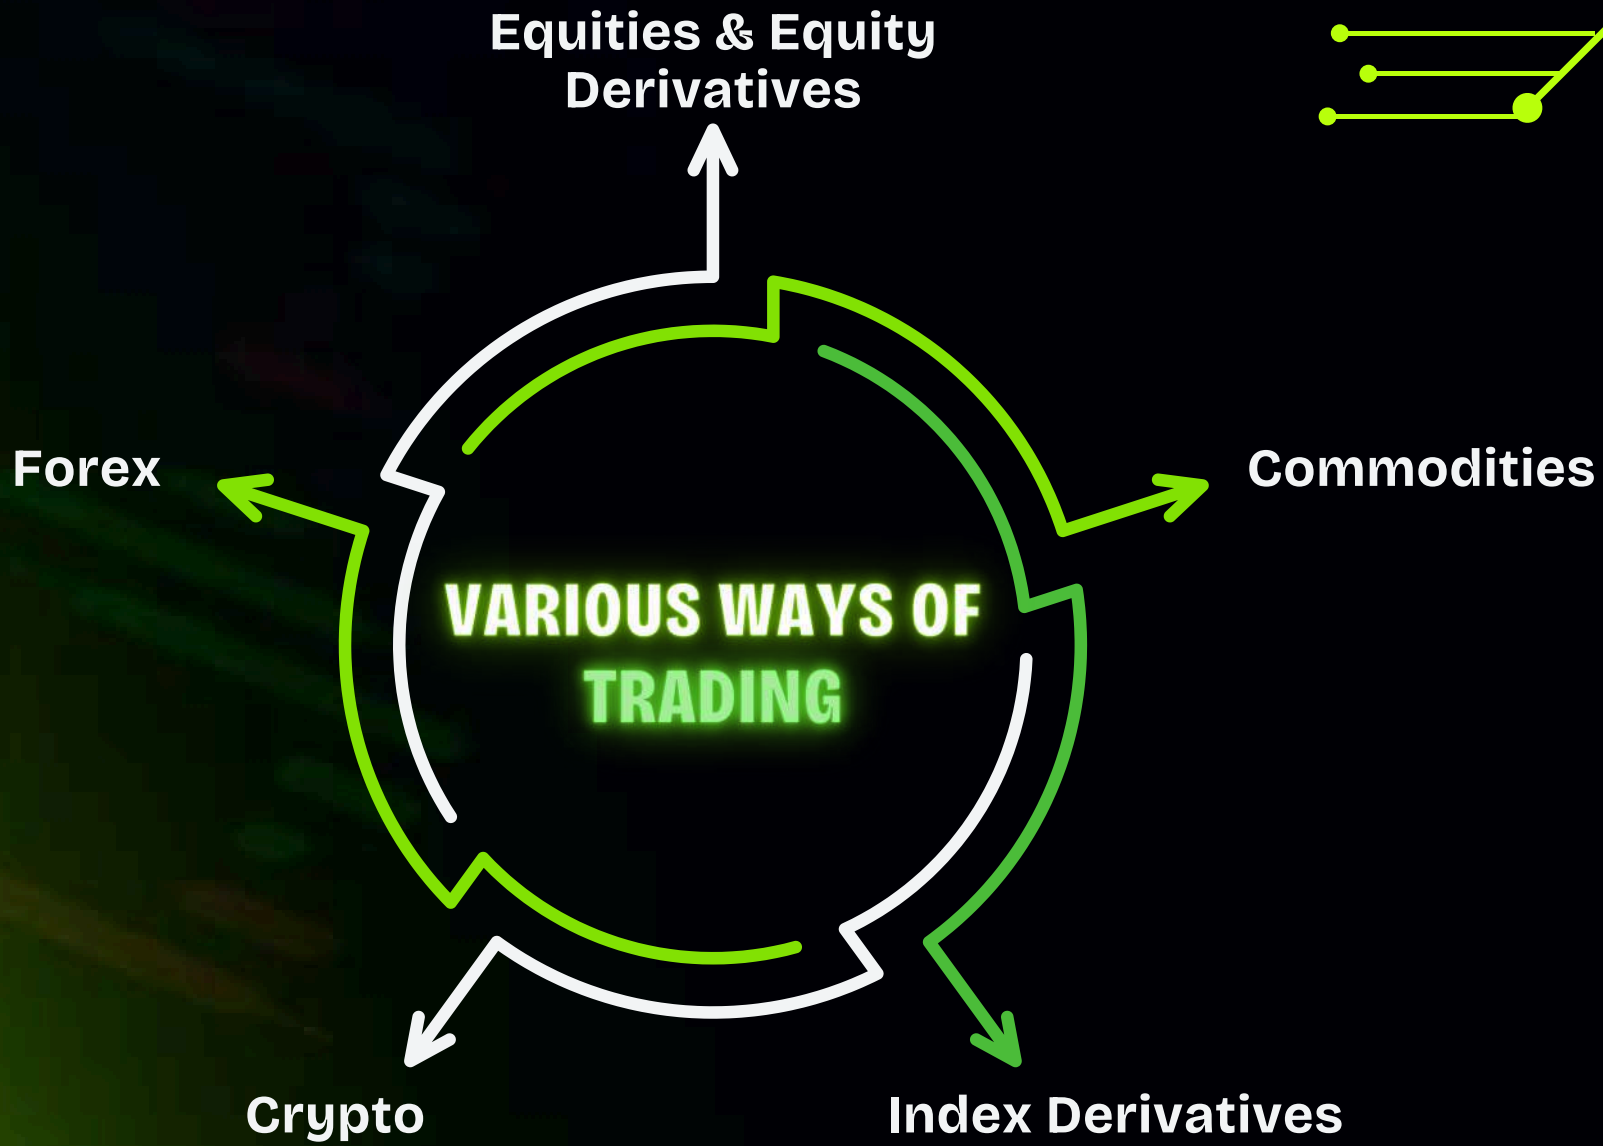 Equities & Equity
Derivatives
Forex
Commodities
VARIOUS WAYS OF
TRADING
Crypto
Index Derivatives